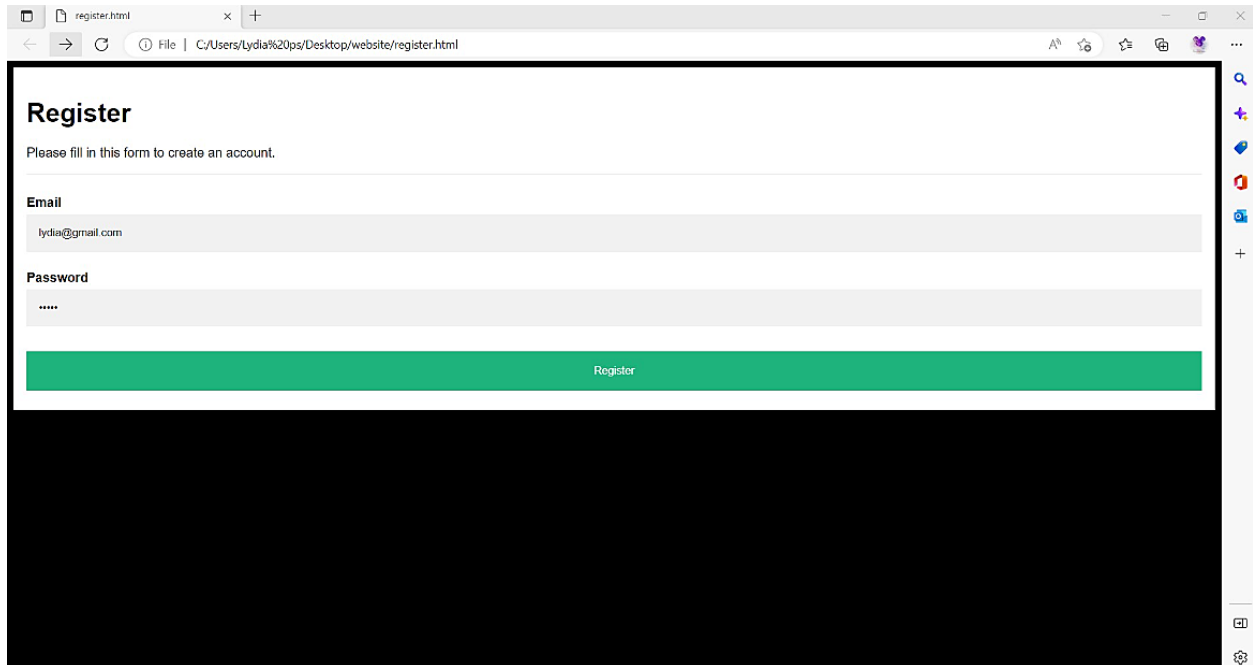 register.html
File | C:/Users/Lydia%20ps/Desktop/website/register.html
Register
Please fill in this form to create an account.
Email
lydia@gmail.com
Password
•••••
Register